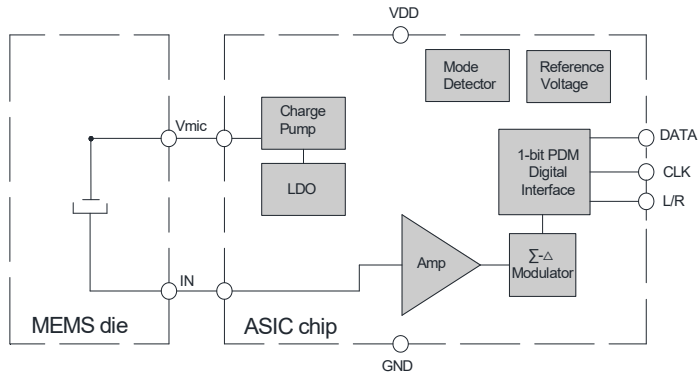 VDD
Mode
Detector
Reference
Voltage
Vmic
Charge
Pump
LDO
1-bit PDM
Digital
Interface
DATA
CLK
L/R
Amp
∑-△
Modulator
IN
MEMS die
ASIC chip
GND